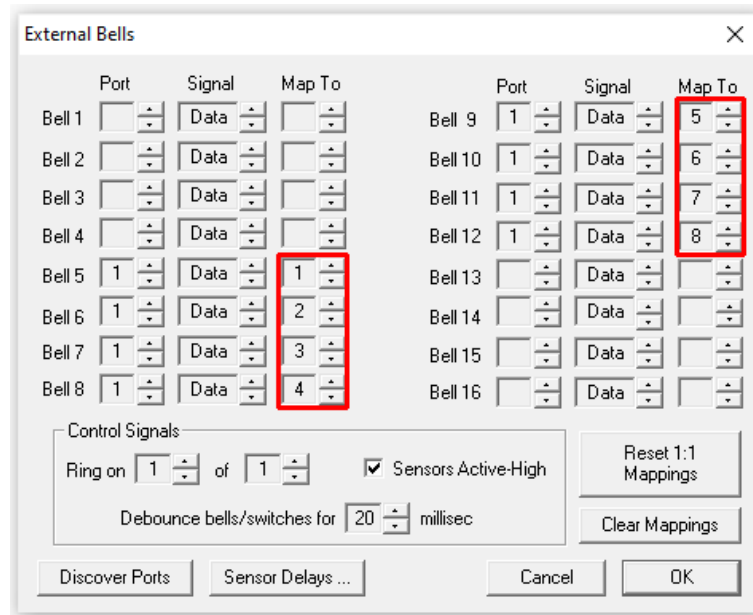 External Bells
Port Signal Map To
Bell 1 Data
Bell 2 Data
Bell 3 Data
Bell 4 Data
Bell 5 1 Data 1
Bell 6 1 Data 2
Bell 7 1 Data 3
Bell 8 1 Data 4
Port Signal Map To
Bell 9 1 Data 5
Bell 10 1 Data 6
Bell 11 1 Data 7
Bell 12 1 Data 8
Bell 13 Data
Bell 14 Data
Bell 15 Data
Bell 16 Data
Control Signals
Ring on 1 of 1 Sensors Active-High
Debounce bells/switches for 20 millisec
Reset 1:1
Mappings
Clear Mappings
Discover Ports Sensor Delays ... Cancel OK